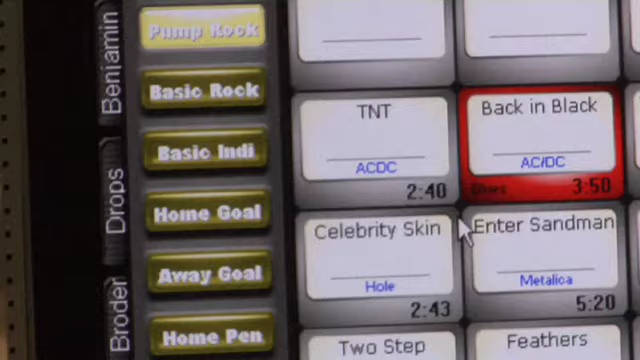 Benjamin
Drops
Broder
Pump Rock
Basic Rock
Basic Indi
Home Goal
Away Goal
Home Pen
TNT
ACDC
2:40
Back in Black
AC/DC
Blues
3:50
Celebrity Skin
Hole
2:43
Enter Sandman
Metalica
5:20
Two Step
Feathers